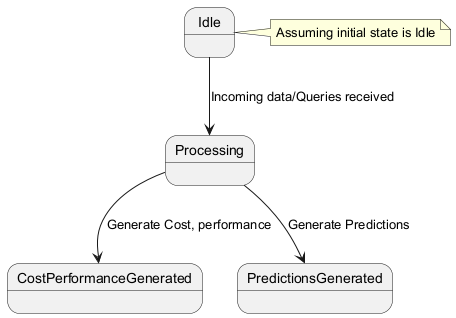 Idle
Assuming initial state is Idle
Incoming data/Queries received
Processing
Generate Cost, performance
Generate Predictions
CostPerformanceGenerated
PredictionsGenerated